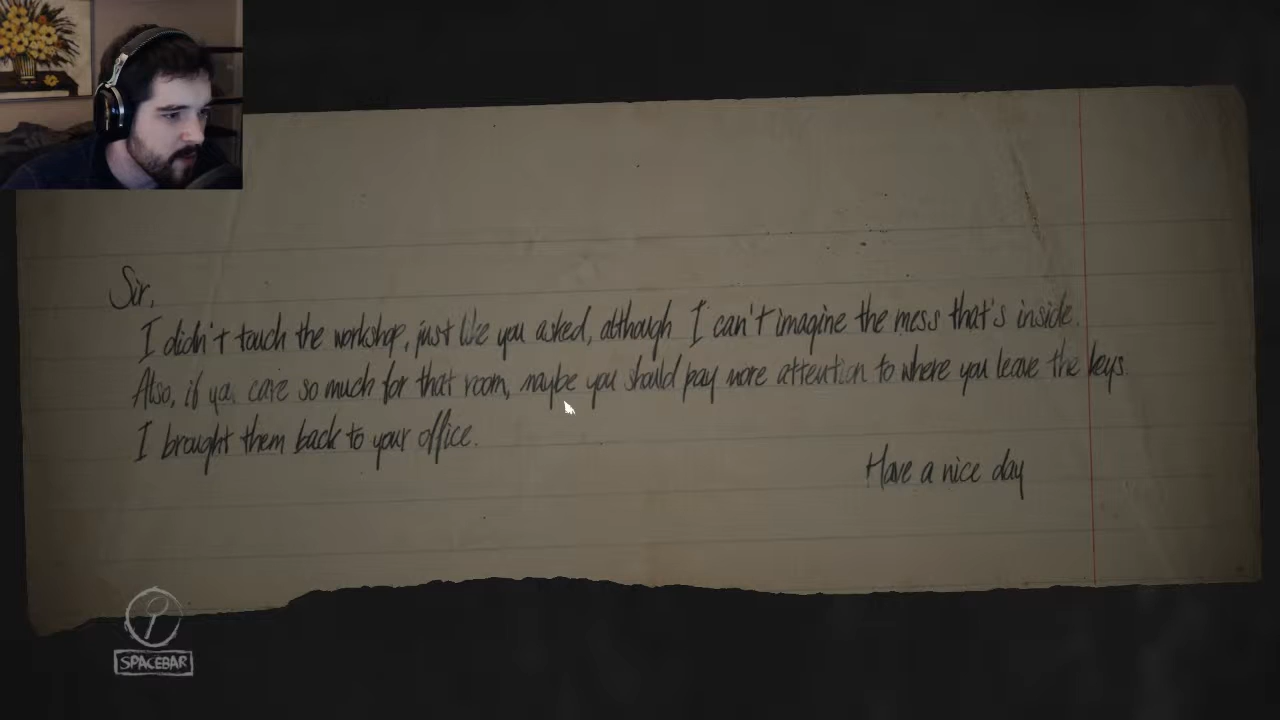 Sir,
I didn't touch the workshop, just like you asked, although I can't imagine the mess that's inside.
Also, if you care so much for that room, maybe you should pay more attention to where you leave the keys.
I brought them back to your office.
Have a nice day
SPACEBAR